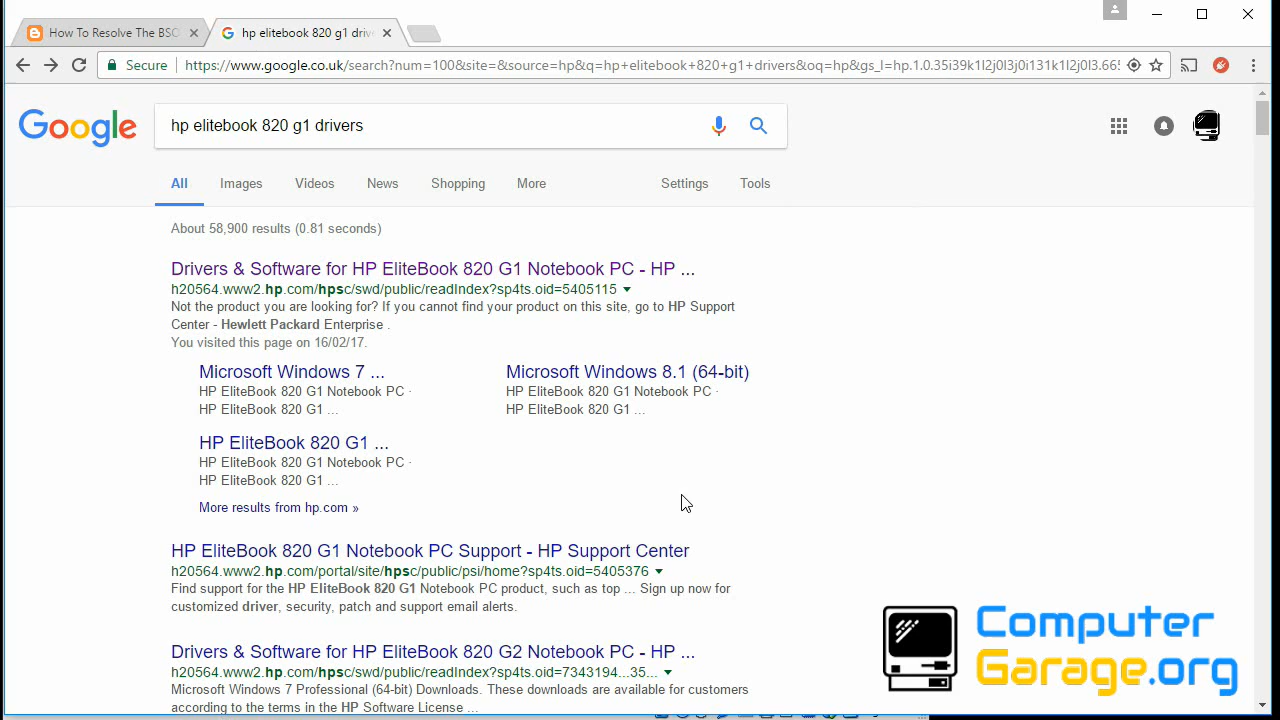 How To Resolve The BSO
hp elitebook 820 g1 drive
Secure
https://www.google.co.uk/search?num=100&site=&source=hp&q=hp+elitebook+820+g1+drivers&oq=hp&gs_l=hp.1.0.35i39k1l2j0l3j0i131k1l2j0l3.665
Google
hp elitebook 820 g1 drivers
All Images Videos News Shopping More Settings Tools
About 58,900 results (0.81 seconds)
Drivers & Software for HP EliteBook 820 G1 Notebook PC - HP ...
h20564.www2.hp.com/hpsc/swd/public/readIndex?sp4ts.oid=5405115
Not the product you are looking for? If you cannot find your product on this site, go to HP Support
Center - Hewlett Packard Enterprise .
You visited this page on 16/02/17.
Microsoft Windows 7 ...
HP EliteBook 820 G1 Notebook PC ·
HP EliteBook 820 G1 ...
Microsoft Windows 8.1 (64-bit)
HP EliteBook 820 G1 Notebook PC ·
HP EliteBook 820 G1 ...
HP EliteBook 820 G1 ...
HP EliteBook 820 G1 Notebook PC ·
HP EliteBook 820 G1 ...
More results from hp.com »
HP EliteBook 820 G1 Notebook PC Support - HP Support Center
h20564.www2.hp.com/portal/site/hpsc/public/psi/home?sp4ts.oid=5405376
Find support for the HP EliteBook 820 G1 Notebook PC product, such as top ... Sign up now for
customized driver, security, patch and support email alerts.
Drivers & Software for HP EliteBook 820 G2 Notebook PC - HP ...
h20564.www2.hp.com/hpsc/swd/public/readIndex?sp4ts.oid=7343194...35...
Microsoft Windows 7 Professional (64-bit) Downloads. These downloads are available for customers
according to the terms in the HP Software License ...
Computer
Garage.org